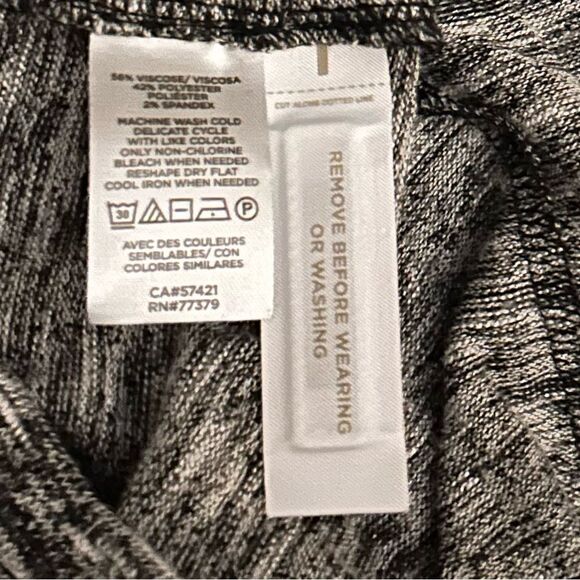 56% VISCOSE/ VISCOSA
42% POLYESTER
POLIÉSTER
2% SPANDEX
MACHINE WASH COLD
DELICATE CYCLE
WITH LIKE COLORS
ONLY NON-CHLORINE
BLEACH WHEN NEEDED
RESHAPE DRY FLAT
COOL IRON WHEN NEEDED
30 P
AVEC DES COULEURS
SEMBLABLES/ CON
COLORES SIMILARES
CA#57421
RN#77379
CUT ALONG DOTTED LINE
REMOVE BEFORE WEARING
OR WASHING